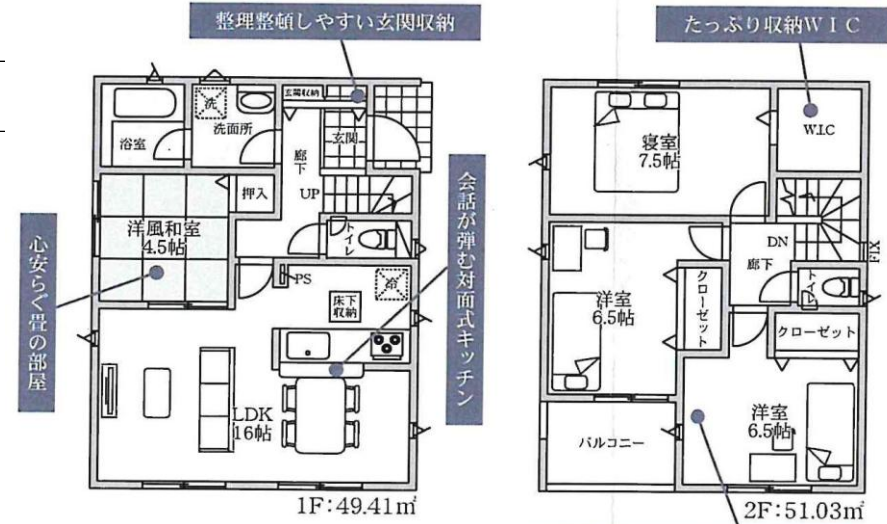 整理整頓しやすい玄関収納
たっぷり収納WIC
浴室
洗
洗面所
玄関収納
玄関
廊下
UP
押入
洋風和室
4.5帖
トイレ
PS
床下
収納
冷
LDK
16帖
心安らぐ畳の部屋
会話が弾む対面式キッチン
1F:49.41㎡
寝室
7.5帖
W.I.C
DN
廊下
FIX
トイレ
洋室
6.5帖
クローゼット
クローゼット
バルコニー
洋室
6.5帖
2F:51.03㎡